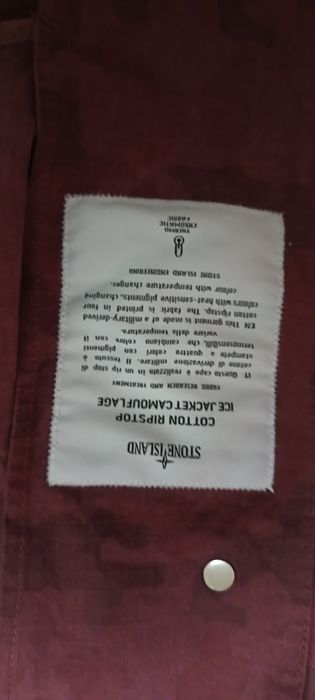 STONE ISLAND
COTTON RIPSTOP
ICE JACKET CAMOUFLAGE
FABRIC RESEARCH AND TREATMENT
IT Questo capo è realizzato in un rip stop di
cotone di derivazione militare. Il tessuto è
stampato a quattro colori con pigmenti
termosensibili, che cambiano colore con il
variare della temperatura.
EN This garment is made of a military-derived
cotton ripstop. The fabric is printed in four
colours with heat-sensitive pigments, changing
colour with temperature changes.
STONE ISLAND ENGINEERING
THERMO
CHROMATIC
FABRIC